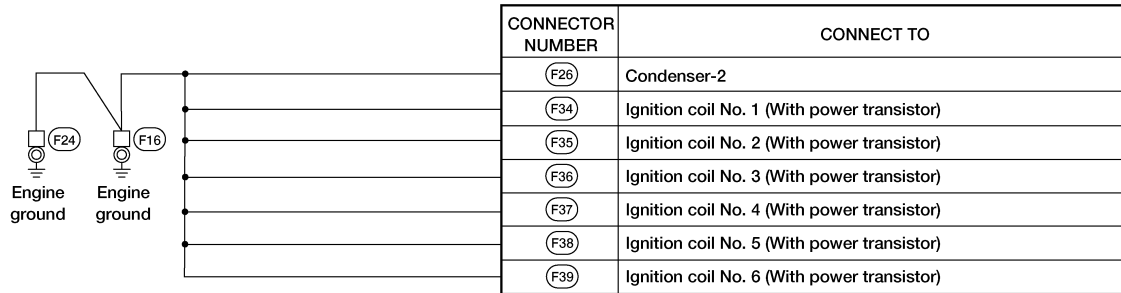 CONNECTOR NUMBER
CONNECT TO
F26 Condenser-2
F34 Ignition coil No. 1 (With power transistor)
F35 Ignition coil No. 2 (With power transistor)
F36 Ignition coil No. 3 (With power transistor)
F37 Ignition coil No. 4 (With power transistor)
F38 Ignition coil No. 5 (With power transistor)
F39 Ignition coil No. 6 (With power transistor)
F24
Engine
ground
F16
Engine
ground